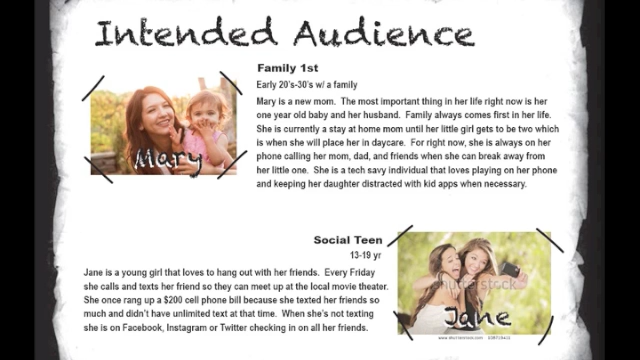 Intended Audience
Family 1st
Early 20's-30's w/ a family
Mary is a new mom. The most important thing in her life right now is her
one year old baby and her husband. Family always comes first in her life.
She is currently a stay at home mom until her little girl gets to be two which
is when she will place her in daycare. For right now, she is always on her
phone calling her mom, dad, and friends when she can break away from
her little one. She is a tech savy individual that loves playing on her phone
and keeping her daughter distracted with kid apps when necessary.
Mary
Social Teen
13-19 yr
Jane is a young girl that loves to hang out with her friends. Every Friday
she calls and texts her friend so they can meet up at the local movie theater.
She once rang up a $200 cell phone bill because she texted her friends so
much and didn't have unlimited text at that time. When she's not texting
she is on Facebook, Instagram or Twitter checking in on all her friends.
shutterstock
Jane
www.shutterstock.com